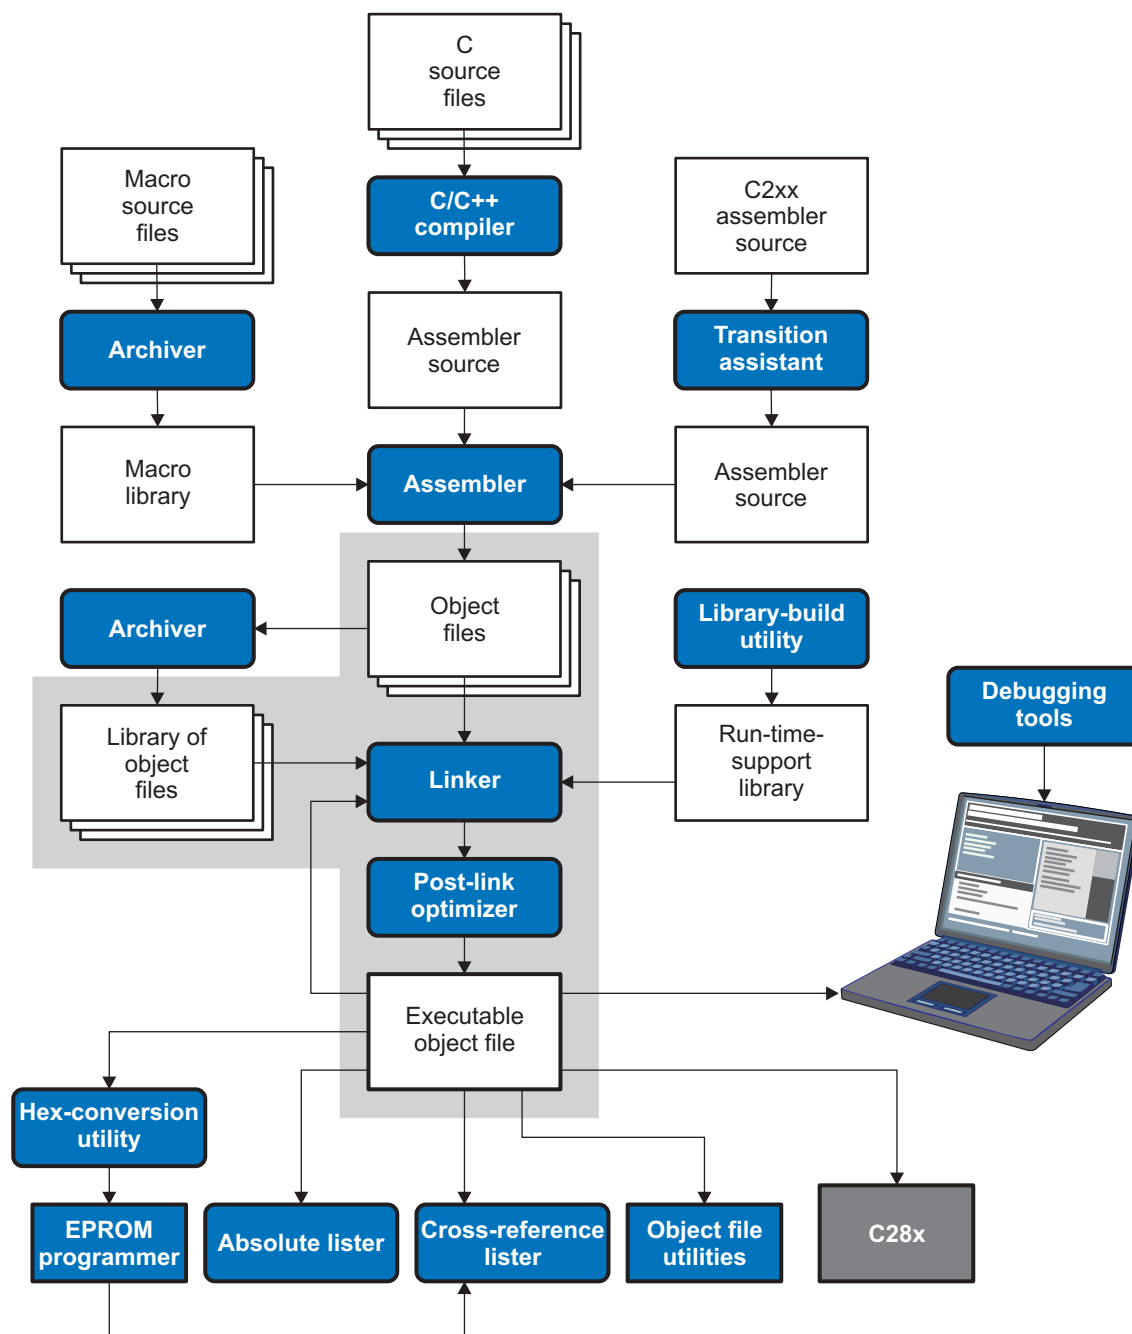 C
source
files
Macro
source
files
C/C++
compiler
C2xx
assembler
source
Archiver
Assembler
source
Transition
assistant
Macro
library
Assembler
Assembler
source
Archiver
Object
files
Library-build
utility
Debugging
tools
Library of
object
files
Linker
Run-time-
support
library
Post-link
optimizer
Executable
object file
Hex-conversion
utility
EPROM
programmer
Absolute lister
Cross-reference
lister
Object file
utilities
C28x